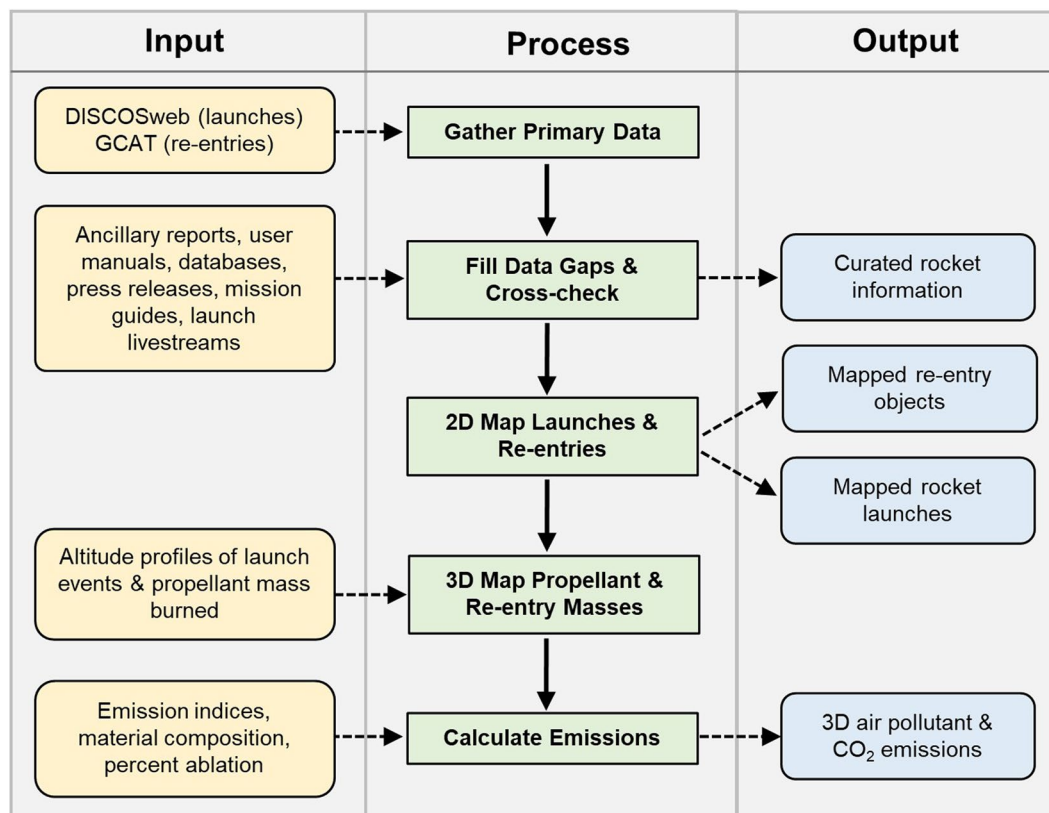 Input
Process
Output
DISCOSweb (launches)
GCAT (re-entries)
Gather Primary Data
Ancillary reports, user
manuals, databases,
press releases, mission
guides, launch
livestreams
Fill Data Gaps &
Cross-check
Curated rocket
information
2D Map Launches &
Re-entries
Mapped re-entry
objects
Mapped rocket
launches
Altitude profiles of launch
events & propellant mass
burned
3D Map Propellant &
Re-entry Masses
Emission indices,
material composition,
percent ablation
Calculate Emissions
3D air pollutant &
CO₂ emissions